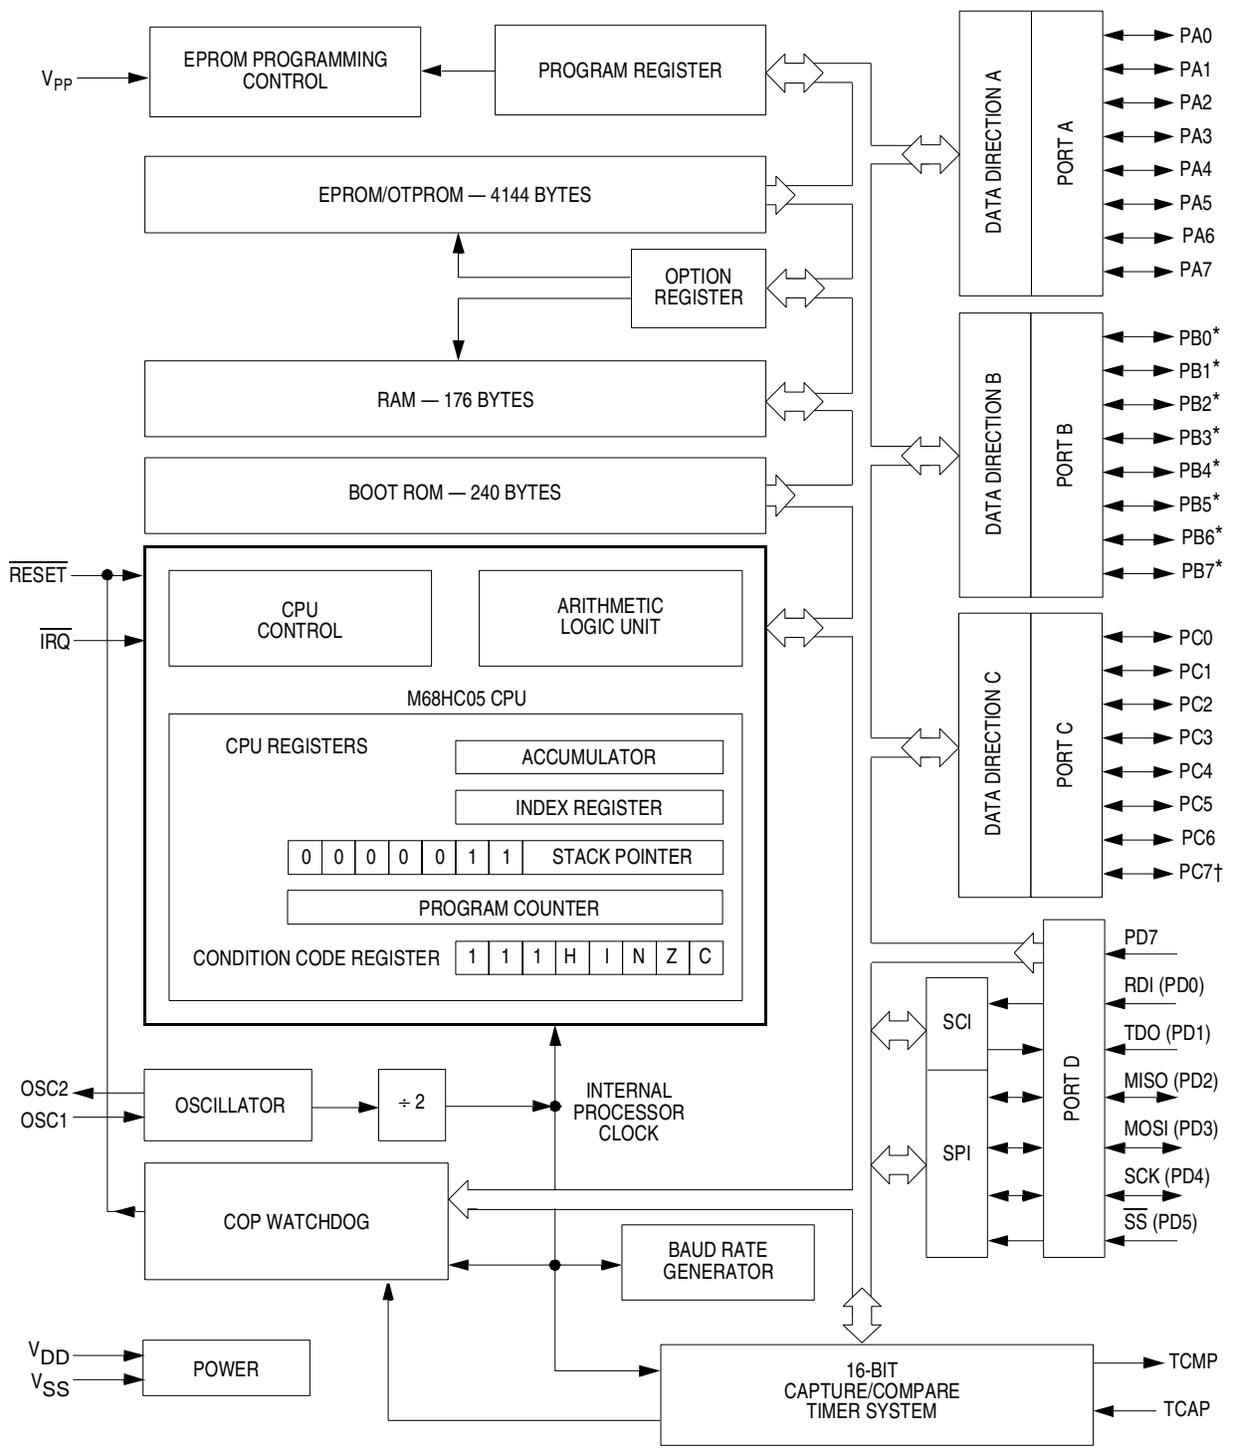 EPROM PROGRAMMING
CONTROL
PROGRAM REGISTER
VPP
EPROM/OTPROM — 4144 BYTES
OPTION
REGISTER
RAM — 176 BYTES
BOOT ROM — 240 BYTES
RESET
IRQ
CPU
CONTROL
ARITHMETIC
LOGIC UNIT
M68HC05 CPU
CPU REGISTERS
ACCUMULATOR
INDEX REGISTER
0 0 0 0 0 1 1 STACK POINTER
PROGRAM COUNTER
CONDITION CODE REGISTER 1 1 1 H I N Z C
OSC2
OSC1
OSCILLATOR
÷ 2
INTERNAL
PROCESSOR
CLOCK
COP WATCHDOG
BAUD RATE
GENERATOR
VDD
VSS
POWER
16-BIT
CAPTURE/COMPARE
TIMER SYSTEM
TCMP
TCAP
DATA DIRECTION A
PORT A
PA0
PA1
PA2
PA3
PA4
PA5
PA6
PA7
DATA DIRECTION B
PORT B
PB0*
PB1*
PB2*
PB3*
PB4*
PB5*
PB6*
PB7*
DATA DIRECTION C
PORT C
PC0
PC1
PC2
PC3
PC4
PC5
PC6
PC7†
SCI
SPI
PORT D
PD7
RDI (PD0)
TDO (PD1)
MISO (PD2)
MOSI (PD3)
SCK (PD4)
SS (PD5)